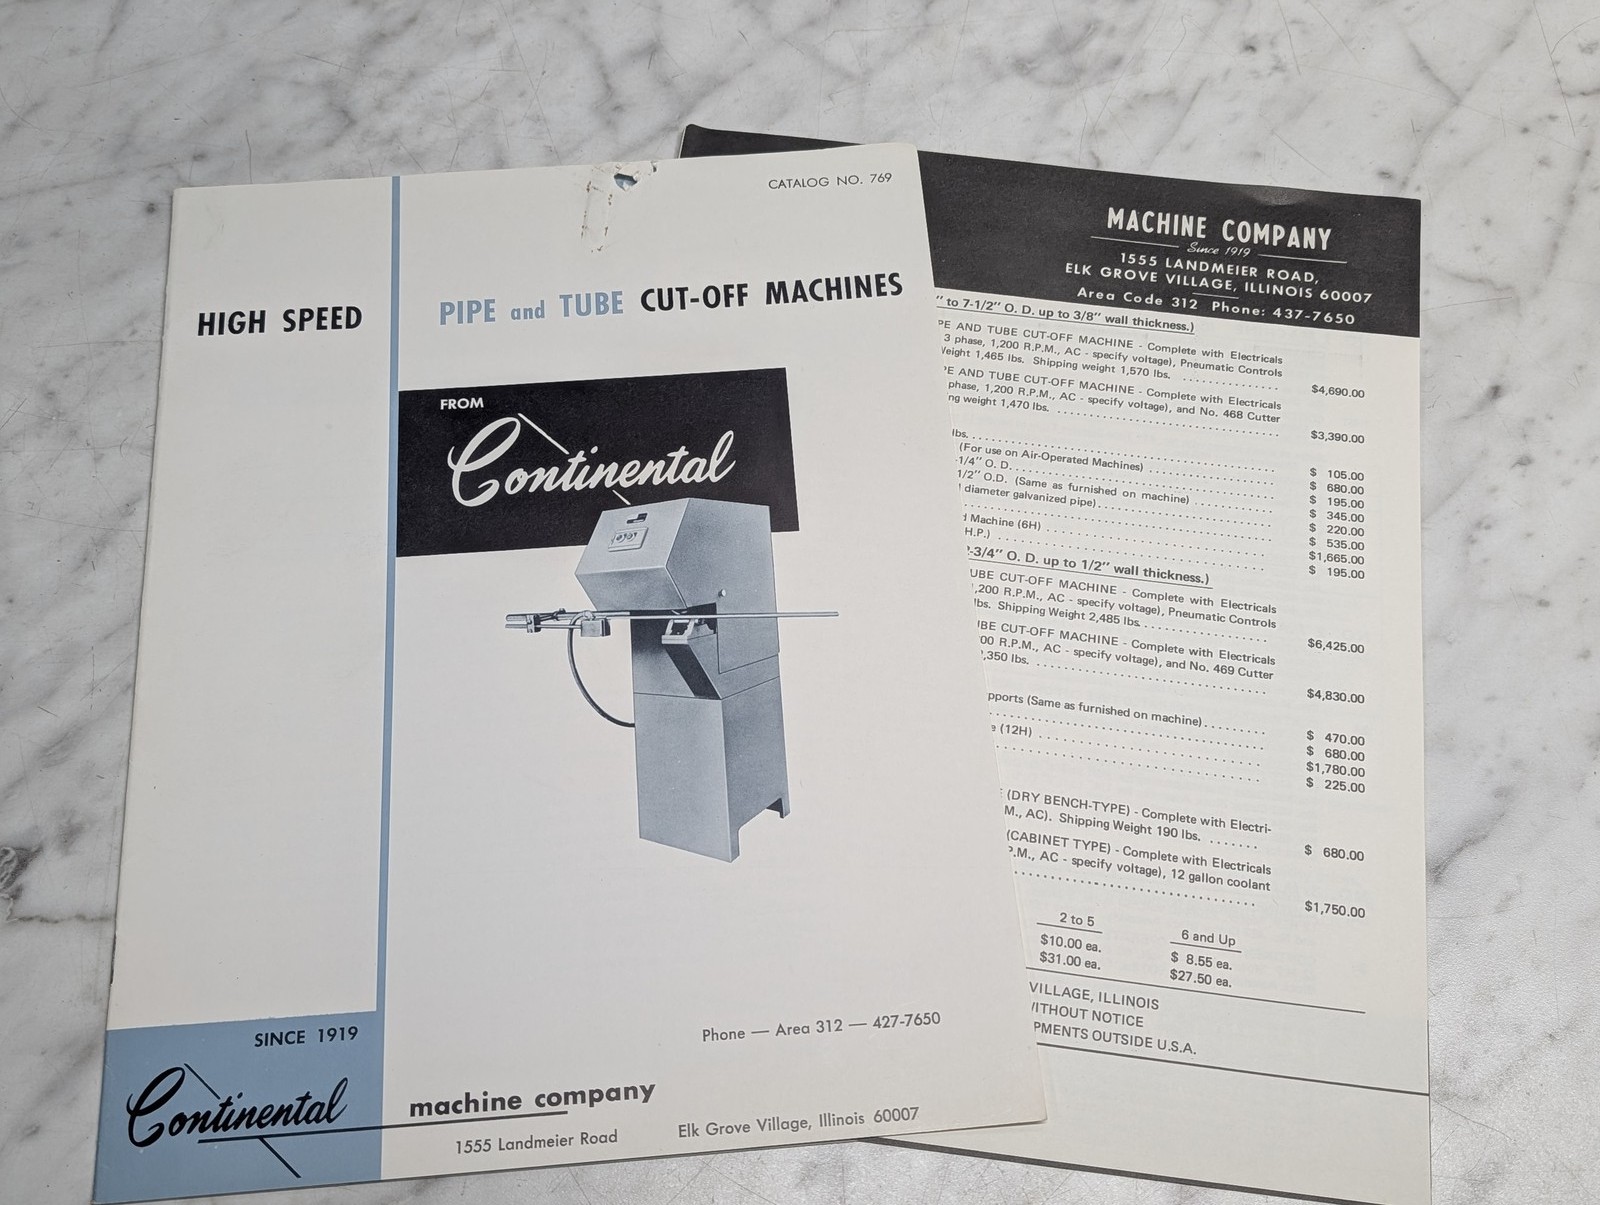 CATALOG NO. 769
HIGH SPEED
PIPE and TUBE CUT-OFF MACHINES
FROM
Continental
Phone — Area 312 — 427-7650
SINCE 1919
Continental
machine company
1555 Landmeier Road
Elk Grove Village, Illinois 60007
MACHINE COMPANY
Since 1919
1555 LANDMEIER ROAD,
ELK GROVE VILLAGE, ILLINOIS 60007
Area Code 312 Phone: 437-7650
" to 7-1/2" O. D. up to 3/8" wall thickness.)
PE AND TUBE CUT-OFF MACHINE - Complete with Electricals
3 phase, 1,200 R.P.M., AC - specify voltage), Pneumatic Controls
Weight 1,465 lbs. Shipping weight 1,570 lbs. $4,690.00
PE AND TUBE CUT-OFF MACHINE - Complete with Electricals
phase, 1,200 R.P.M., AC - specify voltage), and No. 468 Cutter
ng weight 1,470 lbs. $3,390.00
lbs. $ 105.00
(For use on Air-Operated Machines) $ 680.00
-1/4" O. D. $ 195.00
1/2" O.D. (Same as furnished on machine) $ 345.00
diameter galvanized pipe) $ 220.00
$ 535.00
d Machine (6H) $1,665.00
H.P.) $ 195.00
2-3/4" O. D. up to 1/2" wall thickness.)
UBE CUT-OFF MACHINE - Complete with Electricals
,200 R.P.M., AC - specify voltage), Pneumatic Controls
lbs. Shipping Weight 2,485 lbs. $6,425.00
UBE CUT-OFF MACHINE - Complete with Electricals
00 R.P.M., AC - specify voltage), and No. 469 Cutter
,350 lbs. $4,830.00
pports (Same as furnished on machine) $ 470.00
$ 680.00
e (12H) $1,780.00
$ 225.00
(DRY BENCH-TYPE) - Complete with Electri-
M., AC). Shipping Weight 190 lbs. $ 680.00
(CABINET TYPE) - Complete with Electricals
P.M., AC - specify voltage), 12 gallon coolant
$1,750.00
2 to 5 6 and Up
$10.00 ea. $ 8.55 ea.
$31.00 ea. $27.50 ea.
VILLAGE, ILLINOIS
WITHOUT NOTICE
PMENTS OUTSIDE U.S.A.